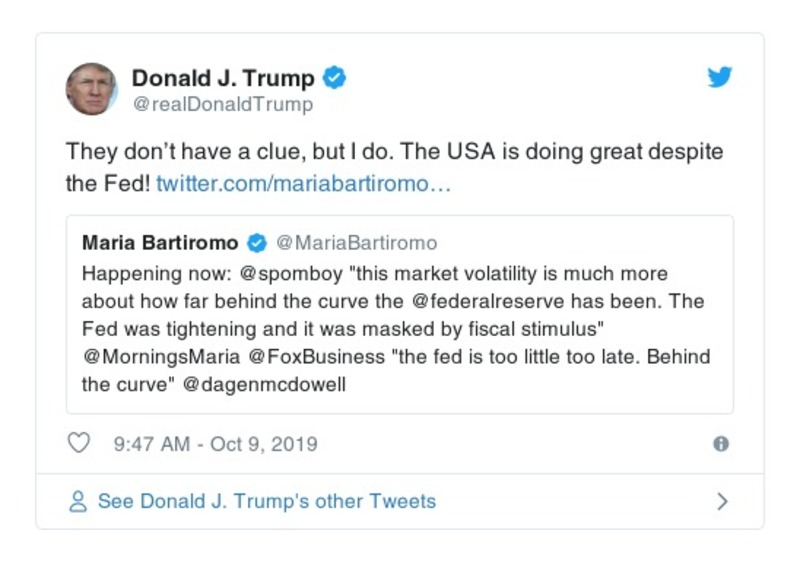 Donald J. Trump
@realDonaldTrump
They don’t have a clue, but I do. The USA is doing great despite
the Fed! twitter.com/mariabartiromo…
Maria Bartiromo @MariaBartiromo
Happening now: @spomboy "this market volatility is much more
about how far behind the curve the @federalreserve has been. The
Fed was tightening and it was masked by fiscal stimulus"
@MorningsMaria @FoxBusiness "the fed is too little too late. Behind
the curve" @dagenmcdowell
9:47 AM - Oct 9, 2019
See Donald J. Trump's other Tweets